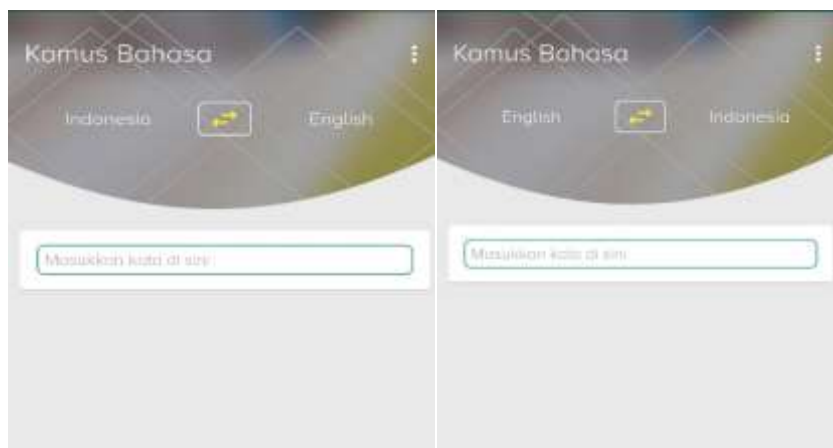 Kamus Bahasa
Indonesia English
Masukkan kata di sini
Kamus Bahasa
English Indonesia
Masukkan kata di sini